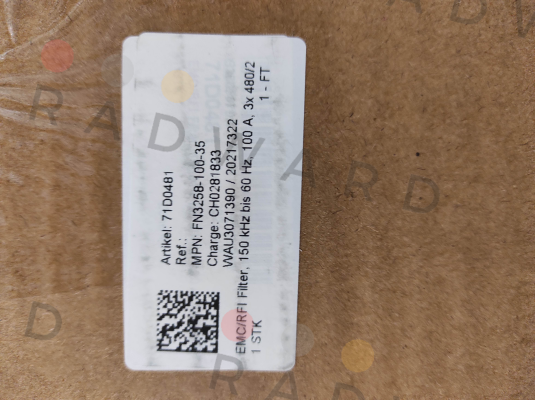 Artikel: 71D0481
Ref.:
MPN: FN3258-100-35
Charge: CH0281833
WAU3071390 / 20217322
EMC/RFI Filter, 150 kHz bis 60 Hz, 100 A, 3x 480/2
1 STK 1 - FT
RADWARD